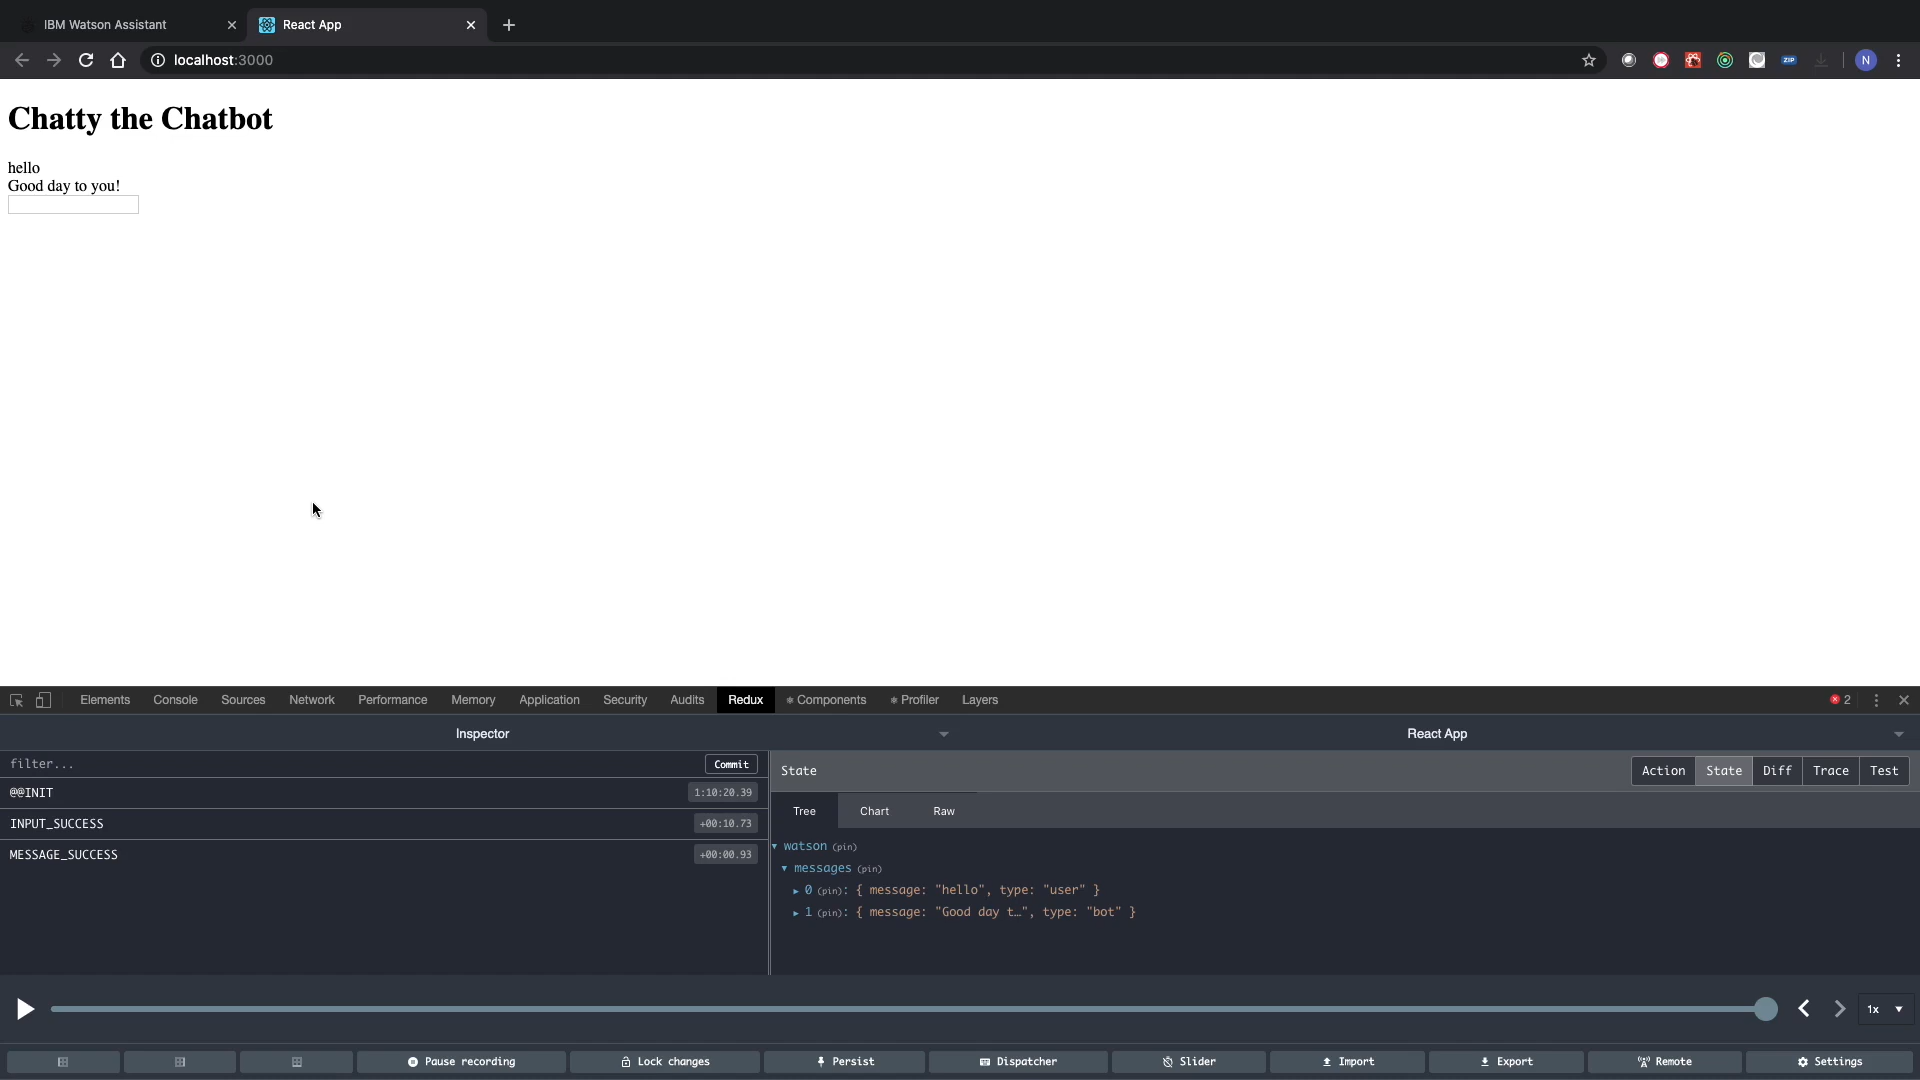 IBM Watson Assistant
React App
localhost:3000
ZIP
N
Chatty the Chatbot
hello
Good day to you!
Elements Console Sources Network Performance Memory Application Security Audits Redux Components Profiler Layers
2
Inspector
React App
filter...
Commit
@@INIT
1:10:20.39
INPUT_SUCCESS
+00:10.73
MESSAGE_SUCCESS
+00:00.93
State
Action State Diff Trace Test
Tree Chart Raw
watson (pin)
messages (pin)
0 (pin): { message: "hello", type: "user" }
1 (pin): { message: "Good day t…", type: "bot" }
1x
Pause recording Lock changes Persist Dispatcher Slider Import Export Remote Settings